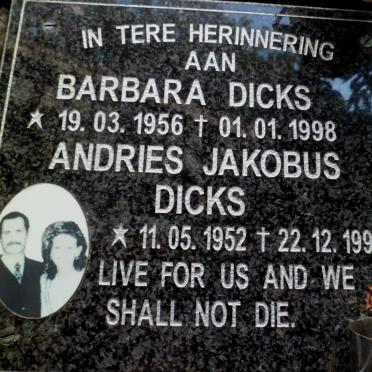 IN TERE HERINNERING
AAN
BARBARA DICKS
★ 19. 03. 1956 † 01. 01. 1998
ANDRIES JAKOBUS
DICKS
★ 11. 05. 1952 † 22. 12. 199
LIVE FOR US AND WE
SHALL NOT DIE.